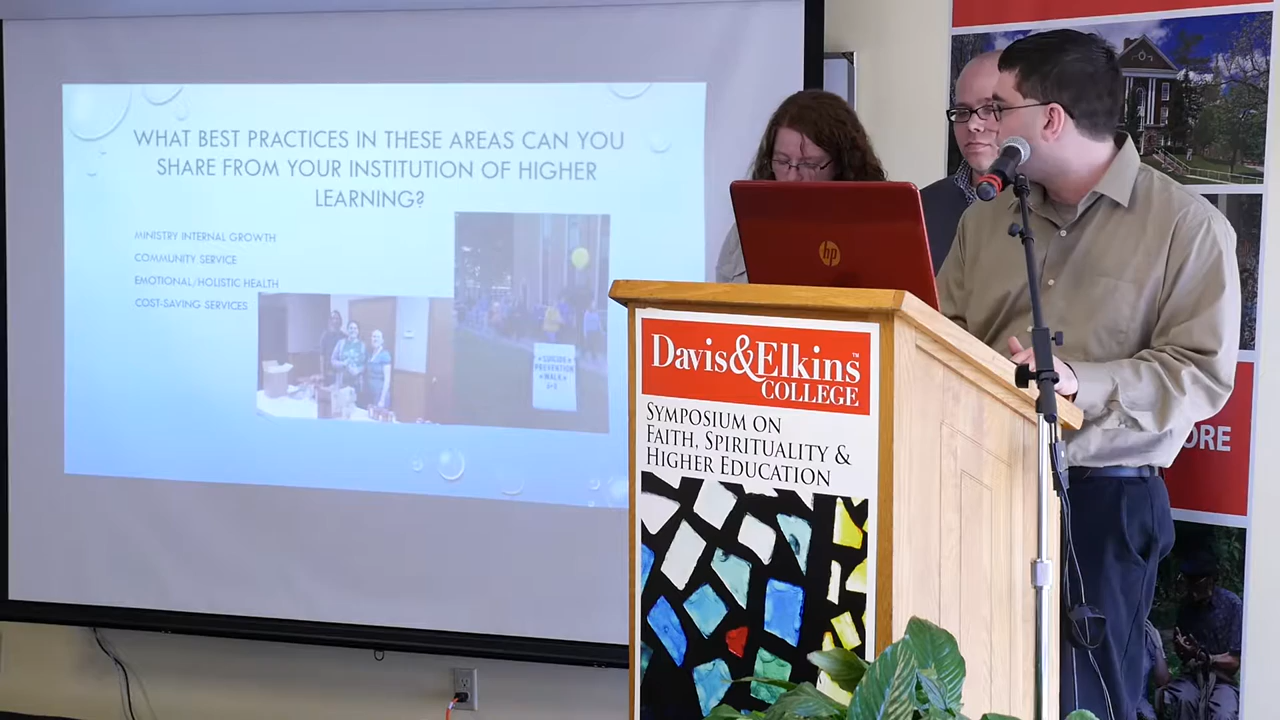 WHAT BEST PRACTICES IN THESE AREAS CAN YOU
SHARE FROM YOUR INSTITUTION OF HIGHER
LEARNING?
MINISTRY INTERNAL GROWTH
COMMUNITY SERVICE
EMOTIONAL/HOLISTIC HEALTH
COST-SAVING SERVICES
SUICIDE
PREVENTION
WALK
hp
Davis&Elkins™
COLLEGE
SYMPOSIUM ON
FAITH, SPIRITUALITY &
HIGHER EDUCATION
ORE